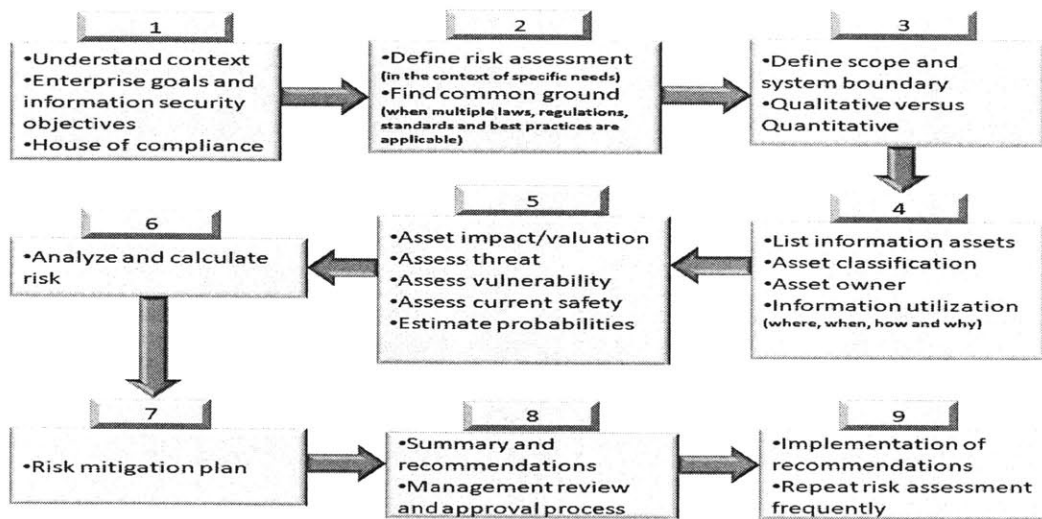 1
•Understand context
•Enterprise goals and
information security
objectives
•House of compliance
2
•Define risk assessment
(in the context of specific needs)
•Find common ground
(when multiple laws, regulations,
standards and best practices are
applicable)
3
•Define scope and
system boundary
•Qualitative versus
Quantitative
4
•List information assets
•Asset classification
•Asset owner
•Information utilization
(where, when, how and why)
5
•Asset impact/valuation
•Assess threat
•Assess vulnerability
•Assess current safety
•Estimate probabilities
6
•Analyze and calculate
risk
7
•Risk mitigation plan
8
•Summary and
recommendations
•Management review
and approval process
9
•Implementation of
recommendations
•Repeat risk assessment
frequently